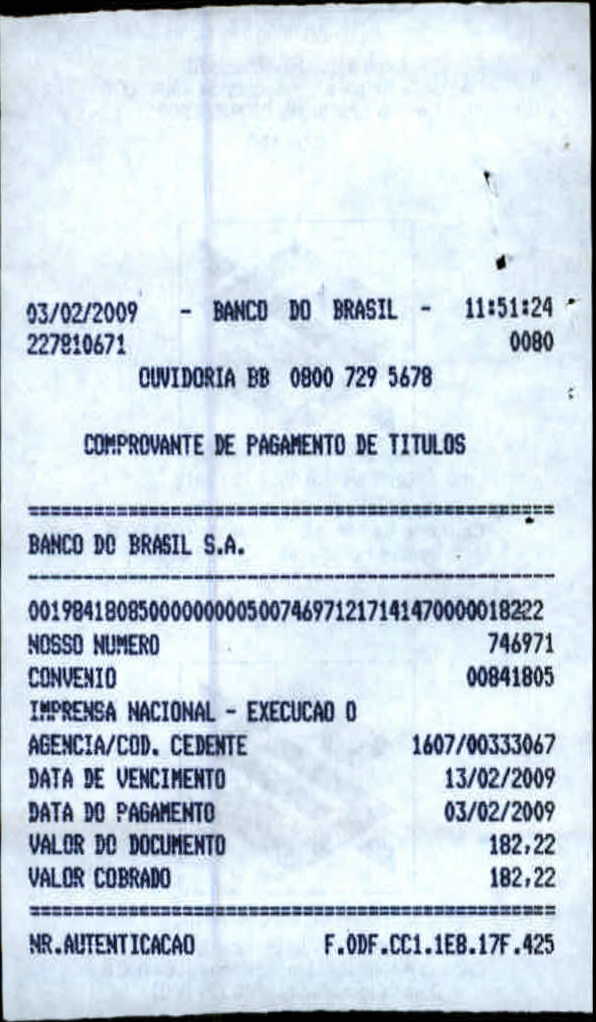 03/02/2009 - BANCO DO BRASIL - 11:51:24
227810671 0080
OUVIDORIA BB 0800 729 5678
COMPROVANTE DE PAGAMENTO DE TITULOS
BANCO DO BRASIL S.A.
00198418085000000000500746971217141470000018222
NOSSO NUMERO 746971
CONVENIO 00841805
IMPRENSA NACIONAL - EXECUCAO O
AGENCIA/COD. CEDENTE 1607/00333067
DATA DE VENCIMENTO 13/02/2009
DATA DO PAGAMENTO 03/02/2009
VALOR DO DOCUMENTO 182,22
VALOR COBRADO 182,22
NR.AUTENTICACAO F.0DF.CC1.1E8.17F.425